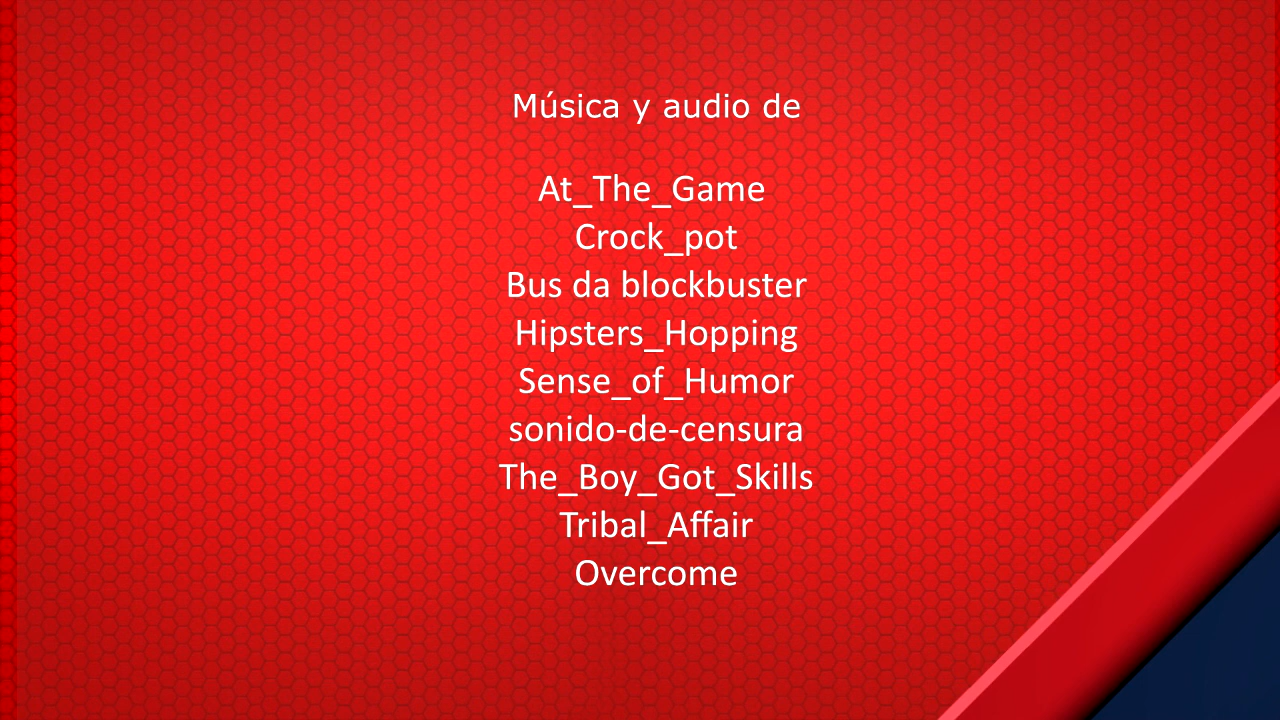 Música y audio de
At_The_Game
Crock_pot
Bus da blockbuster
Hipsters_Hopping
Sense_of_Humor
sonido-de-censura
The_Boy_Got_Skills
Tribal_Affair
Overcome